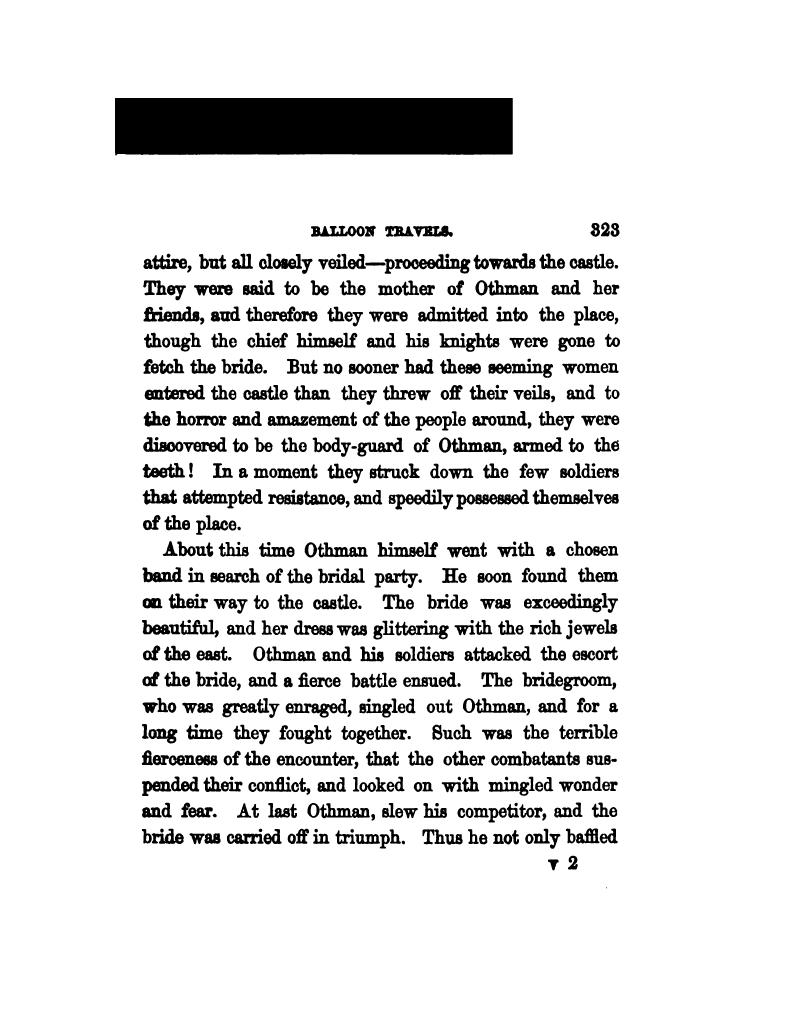 BALLOON TRAVELS. 323
attire, but all closely veiled—proceeding towards the castle.
They were said to be the mother of Othman and her
friends, aud therefore they were admitted into the place,
though the chief himself and his knights were gone to
fetch the bride. But no sooner had these seeming women
entered the castle than they threw off their veils, and to
the horror and amazement of the people around, they were
discovered to be the body-guard of Othman, armed to the
teeth! In a moment they struck down the few soldiers
that attempted resistance, and speedily possessed themselves
of the place.
About this time Othman himself went with a chosen
band in search of the bridal party. He soon found them
on their way to the castle. The bride was exceedingly
beautiful, and her dress was glittering with the rich jewels
of the east. Othman and his soldiers attacked the escort
of the bride, and a fierce battle ensued. The bridegroom,
who was greatly enraged, singled out Othman, and for a
long time they fought together. Such was the terrible
fierceness of the encounter, that the other combatants sus-
pended their conflict, and looked on with mingled wonder
and fear. At last Othman, slew his competitor, and the
bride was carried off in triumph. Thus he not only baffled
Y 2